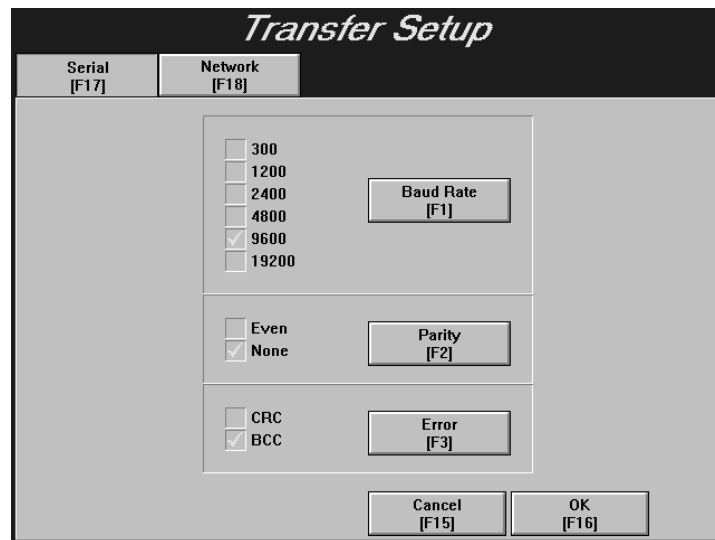 Transfer Setup
Serial
[F17]
Network
[F18]
300
1200
2400
4800
9600
19200
Baud Rate
[F1]
Even
None
Parity
[F2]
CRC
BCC
Error
[F3]
Cancel
[F15]
OK
[F16]